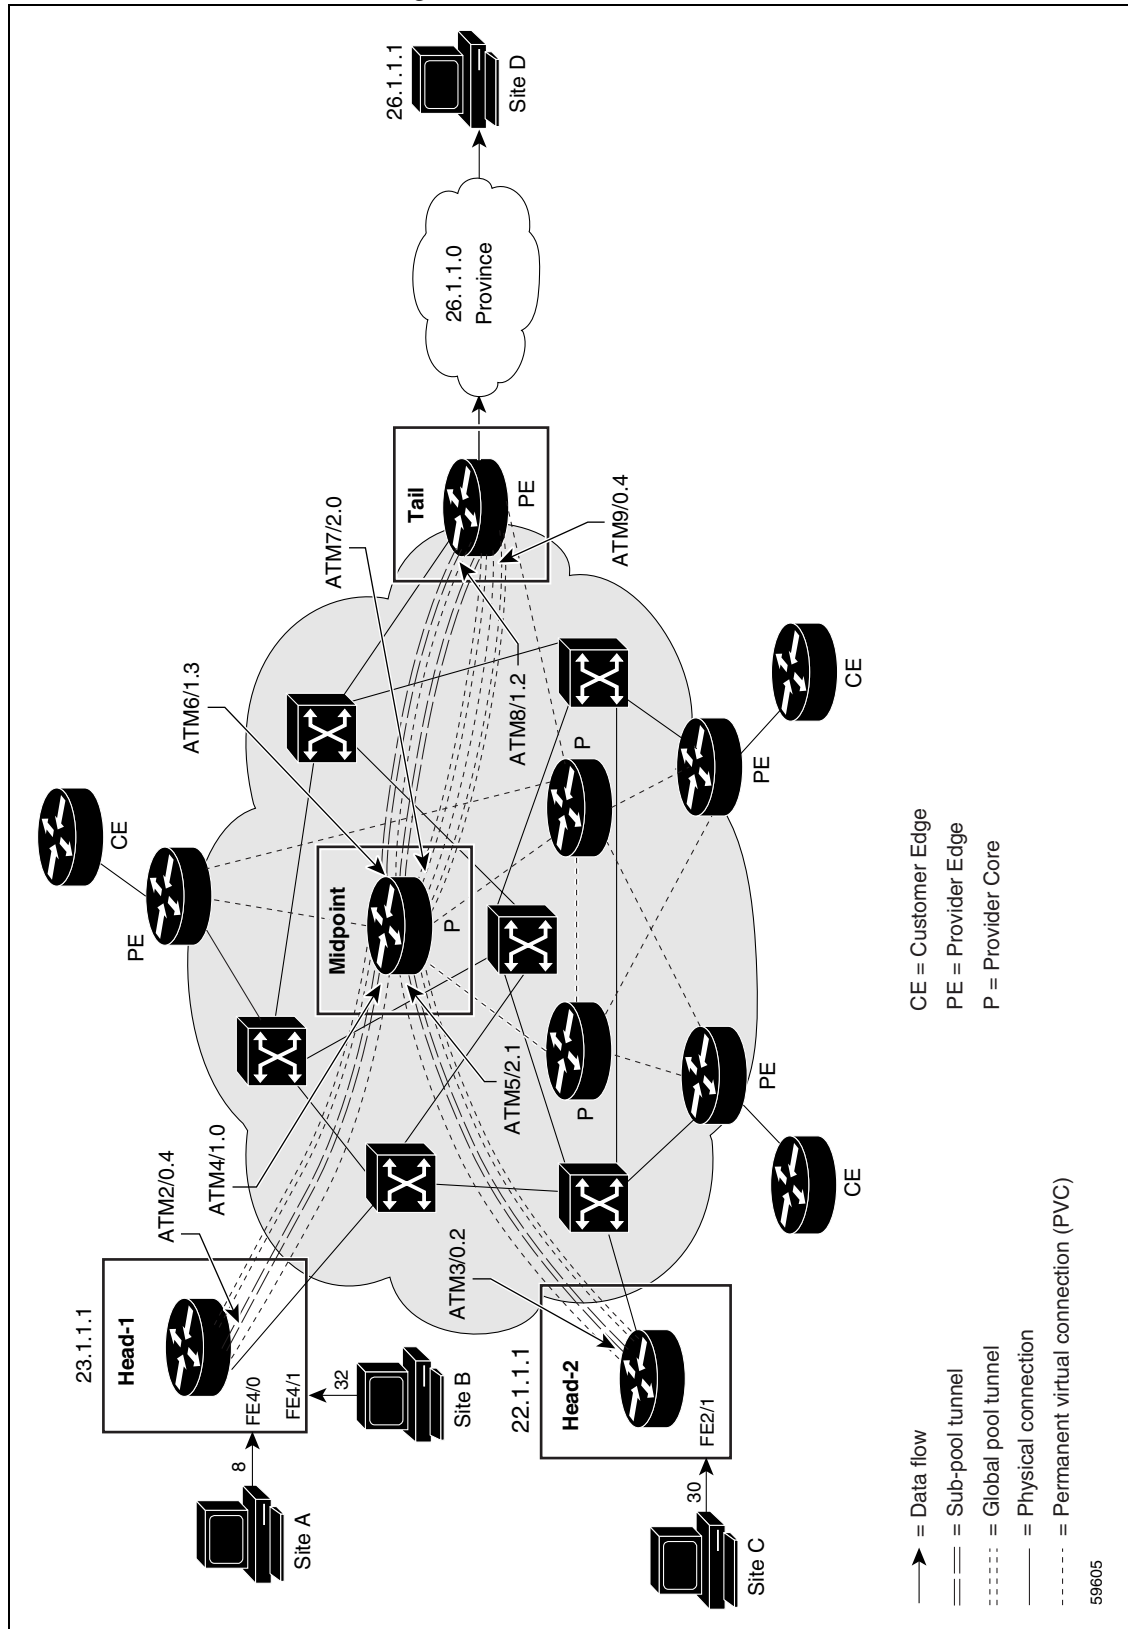 26.1.1.1
Site D
26.1.1.0
Province
Tail
PE
ATM7/2.0
ATM9/0.4
ATM6/1.3
ATM8/1.2
CE
PE
Midpoint
P
P
PE
CE
ATM5/2.1
P
PE
CE
ATM4/1.0
ATM2/0.4
ATM3/0.2
23.1.1.1
Head-1
FE4/0
FE4/1
8
Site A
32
Site B
22.1.1.1
Head-2
FE2/1
30
Site C
CE = Customer Edge
PE = Provider Edge
P = Provider Core
= Data flow
= Sub-pool tunnel
= Global pool tunnel
= Physical connection
= Permanent virtual connection (PVC)
59605